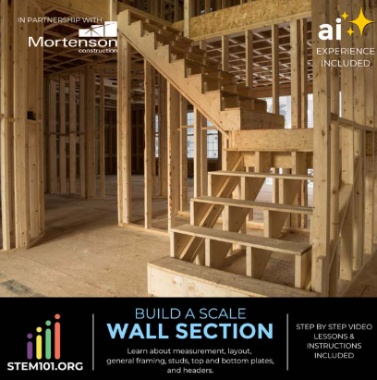 IN PARTNERSHIP WITH
Mortenson
construction
ai
EXPERIENCE
INCLUDED
BUILD A SCALE
WALL SECTION
Learn about measurement, layout,
general framing, studs, top and bottom plates,
and headers.
STEP BY STEP VIDEO
LESSONS &
INSTRUCTIONS
INCLUDED
STEM101.ORG